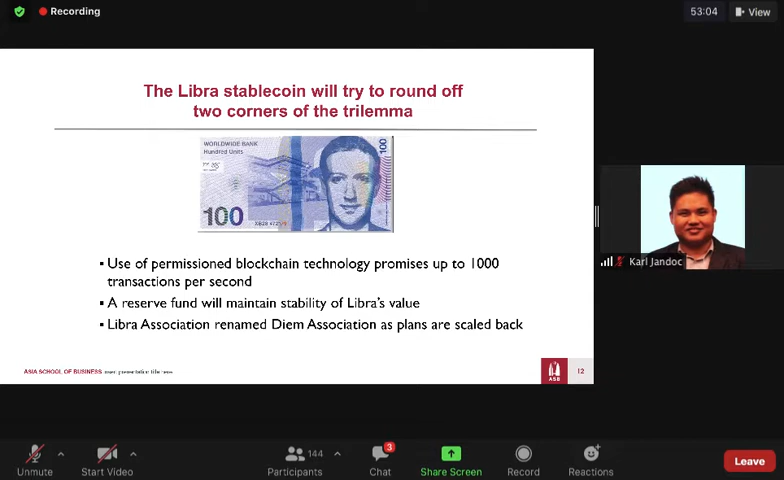 Recording
53:04
View
The Libra stablecoin will try to round off
two corners of the trilemma
WORLDWIDE BANK
Hundred Units
100
100
▪ Use of permissioned blockchain technology promises up to 1000
transactions per second
▪ A reserve fund will maintain stability of Libra's value
▪ Libra Association renamed Diem Association as plans are scaled back
ASIA SCHOOL OF BUSINESS
ASB
12
Karl Jandoc
Unmute
Start Video
144
Participants
3
Chat
Share Screen
Record
Reactions
Leave